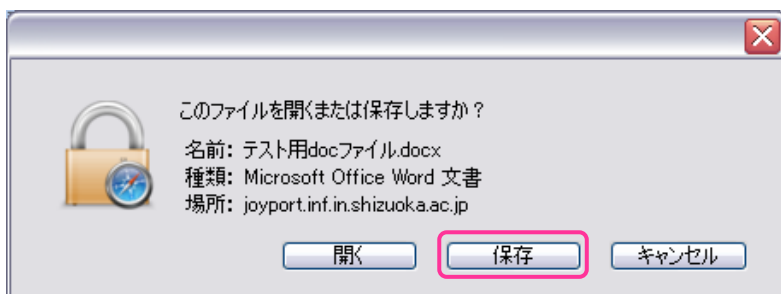 このファイルを開くまたは保存しますか？
名前: テスト用docファイル.docx
種類: Microsoft Office Word 文書
場所: joyport.inf.in.shizuoka.ac.jp
開く 保存 キャンセル